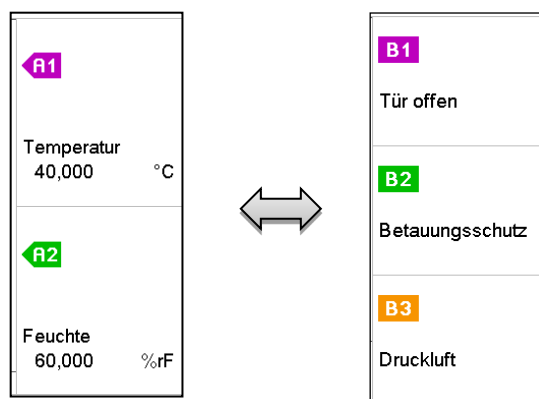 A1
Temperatur
40,000 °C
A2
Feuchte
60,000 %rF
B1
Tür offen
B2
Betauungsschutz
B3
Druckluft